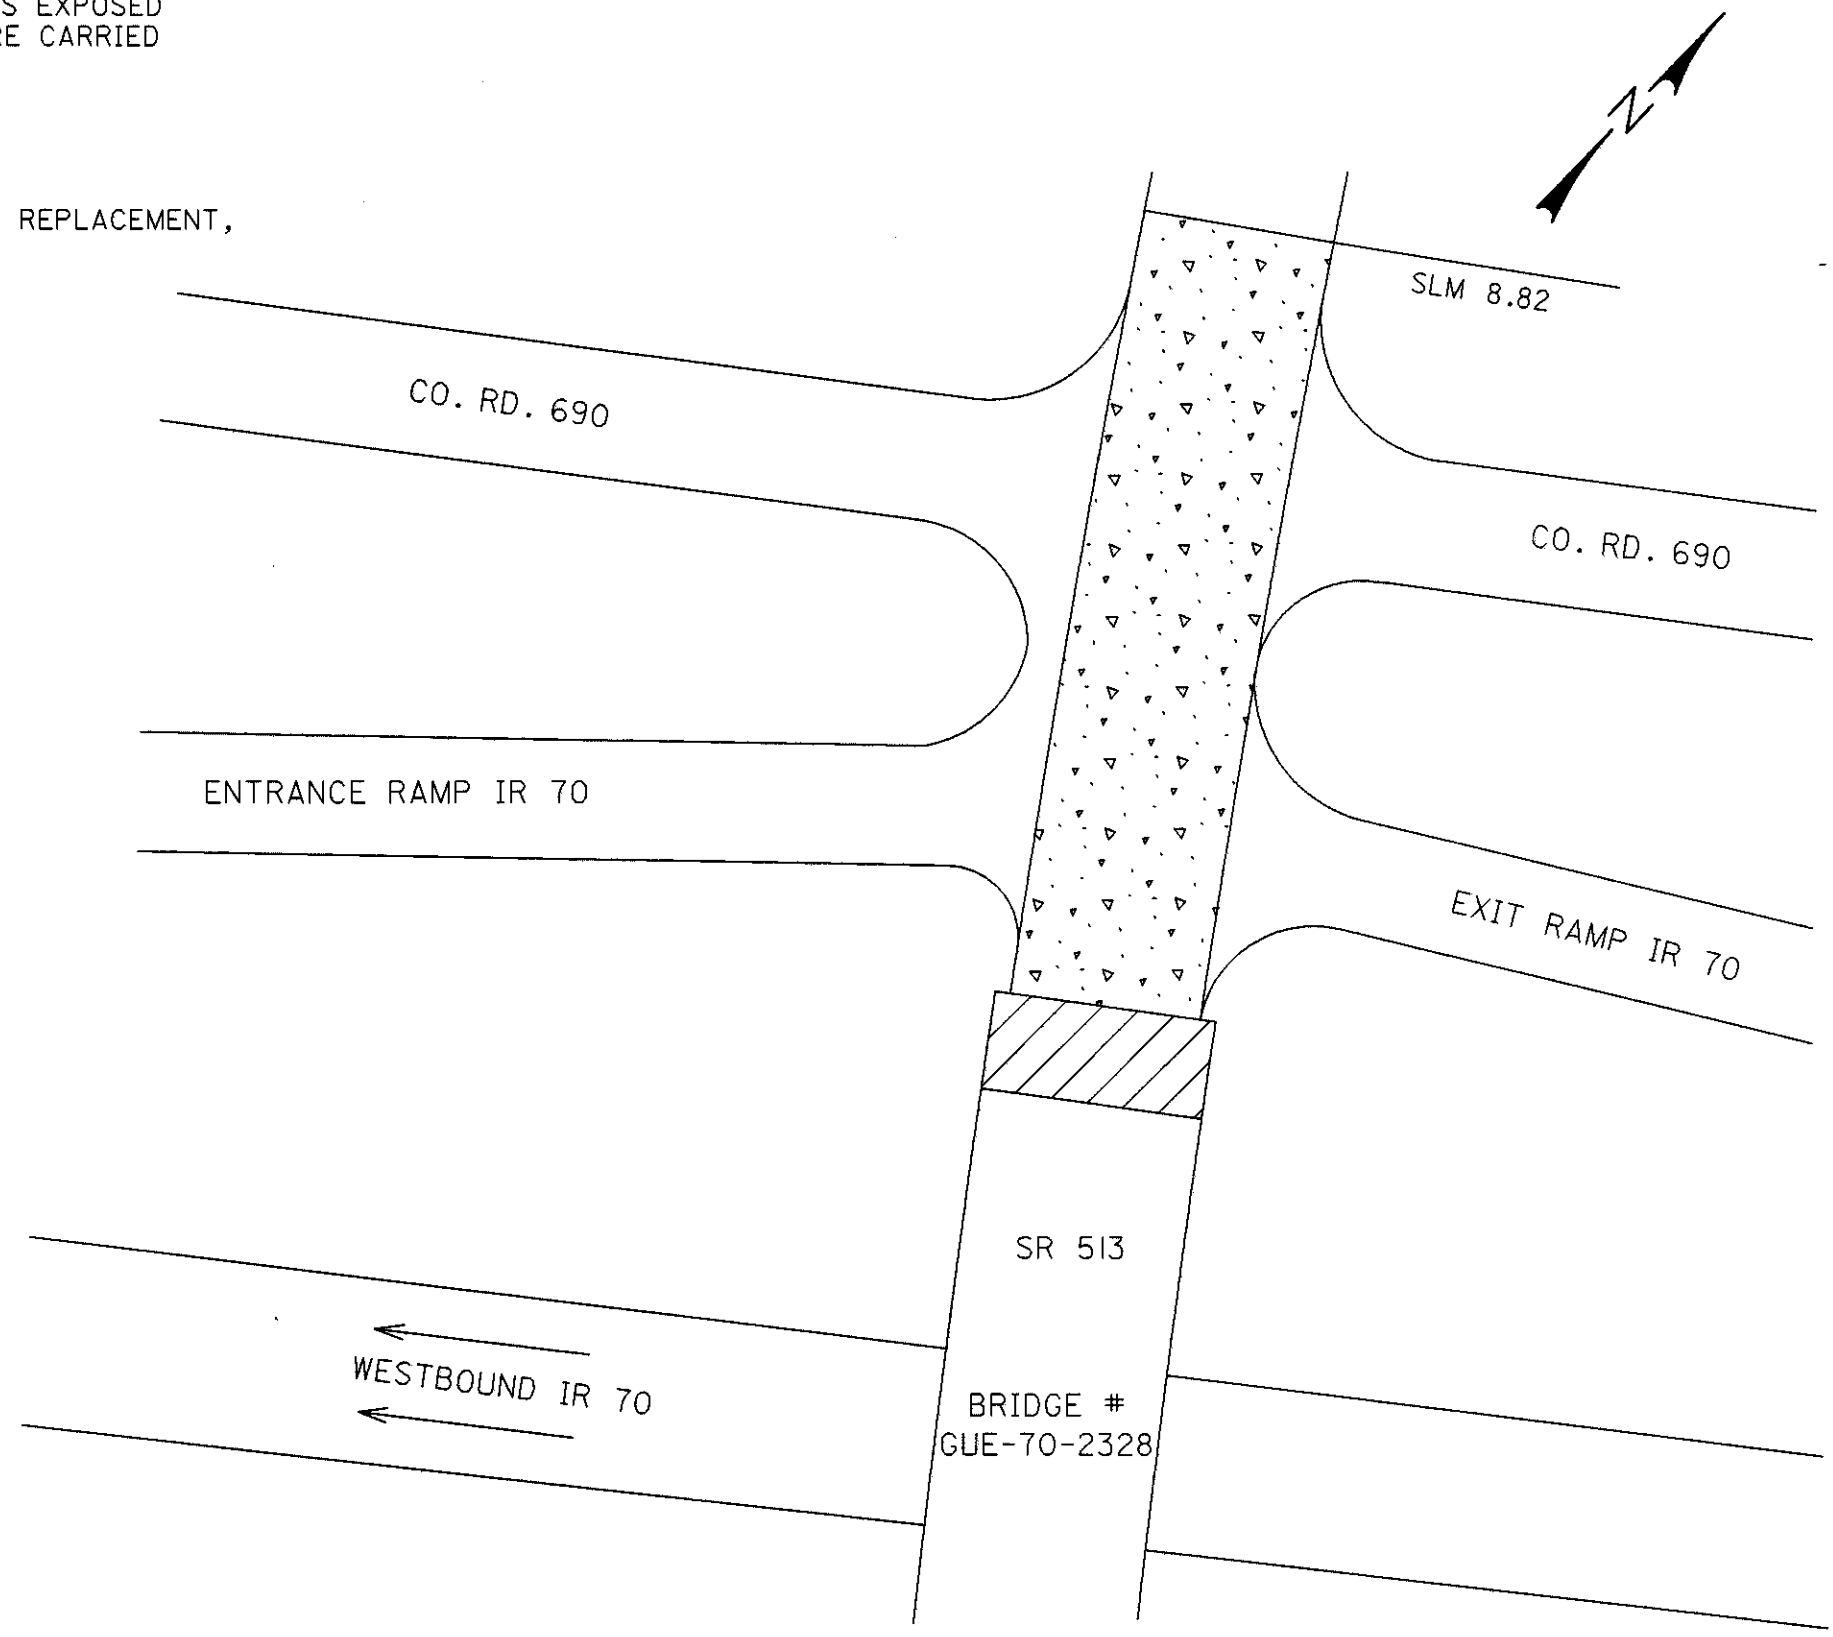 S EXPOSED
RE CARRIED
N
REPLACEMENT,
SLM 8.82
CO. RD. 690
CO. RD. 690
ENTRANCE RAMP IR 70
EXIT RAMP IR 70
SR 513
WESTBOUND IR 70
BRIDGE #
GUE-70-2328